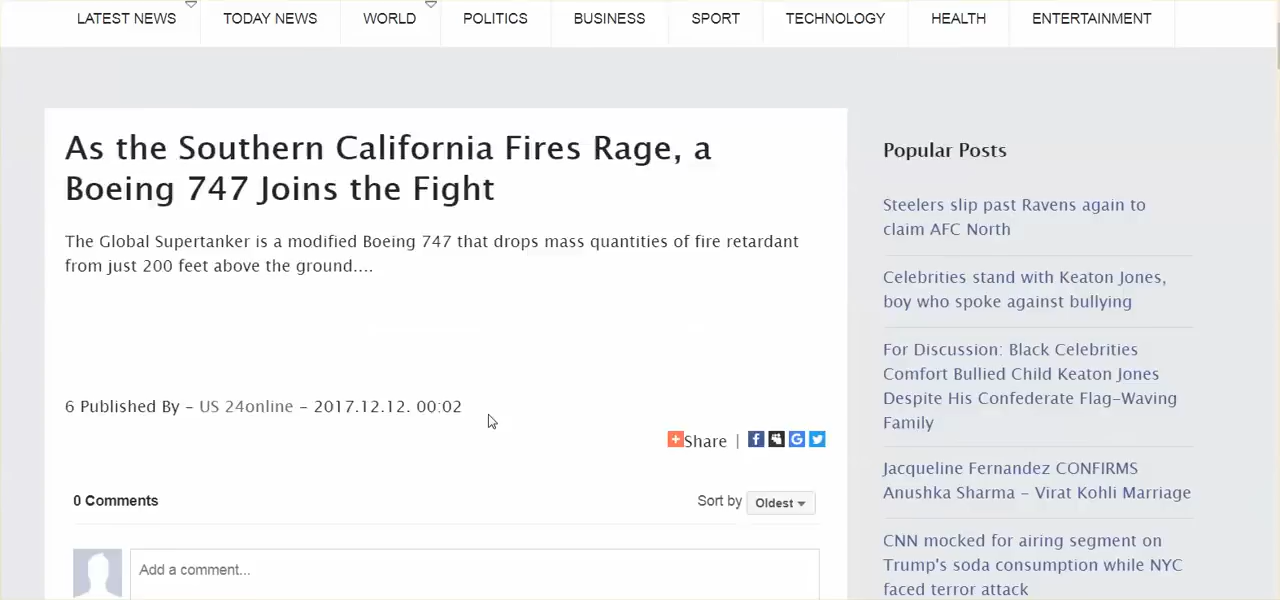 LATEST NEWS TODAY NEWS WORLD POLITICS BUSINESS SPORT TECHNOLOGY HEALTH ENTERTAINMENT
As the Southern California Fires Rage, a
Boeing 747 Joins the Fight
The Global Supertanker is a modified Boeing 747 that drops mass quantities of fire retardant
from just 200 feet above the ground....
6 Published By – US 24online – 2017.12.12. 00:02
Share |
0 Comments
Sort by Oldest
Add a comment...
Popular Posts
Steelers slip past Ravens again to
claim AFC North
Celebrities stand with Keaton Jones,
boy who spoke against bullying
For Discussion: Black Celebrities
Comfort Bullied Child Keaton Jones
Despite His Confederate Flag-Waving
Family
Jacqueline Fernandez CONFIRMS
Anushka Sharma – Virat Kohli Marriage
CNN mocked for airing segment on
Trump's soda consumption while NYC
faced terror attack